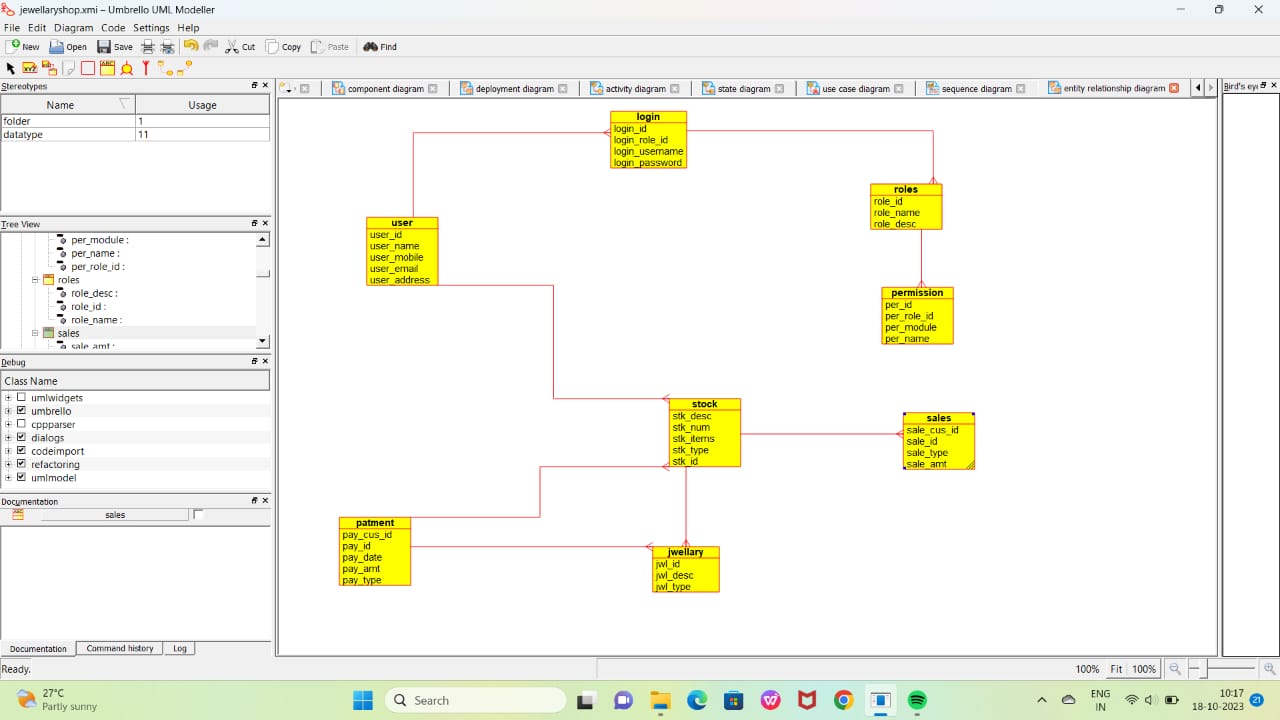 jewellaryshop.xmi – Umbrello UML Modeller
File Edit Diagram Code Settings Help
New Open Save Cut Copy Paste Find
Stereotypes
Name Usage
folder 1
datatype 11
Tree View
per_module :
per_name :
per_role_id :
roles
role_desc :
role_id :
role_name :
sales
sale_amt :
Debug
Class Name
umlwidgets
umbrello
cppparser
dialogs
codeimport
refactoring
umlmodel
Documentation
sales
Documentation Command history Log
Ready.
component diagram deployment diagram activity diagram state diagram use case diagram sequence diagram entity relationship diagram
Bird's eye
login
login_id
login_role_id
login_username
login_password
roles
role_id
role_name
role_desc
user
user_id
user_name
user_mobile
user_email
user_address
permission
per_id
per_role_id
per_module
per_name
stock
stk_desc
stk_num
stk_items
stk_type
stk_id
sales
sale_cus_id
sale_id
sale_type
sale_amt
patment
pay_cus_id
pay_id
pay_date
pay_amt
pay_type
jwellary
jwl_id
jwl_desc
jwl_type
100% Fit 100%
27°C
Partly sunny
Search
ENG
IN
10:17
18-10-2023
21